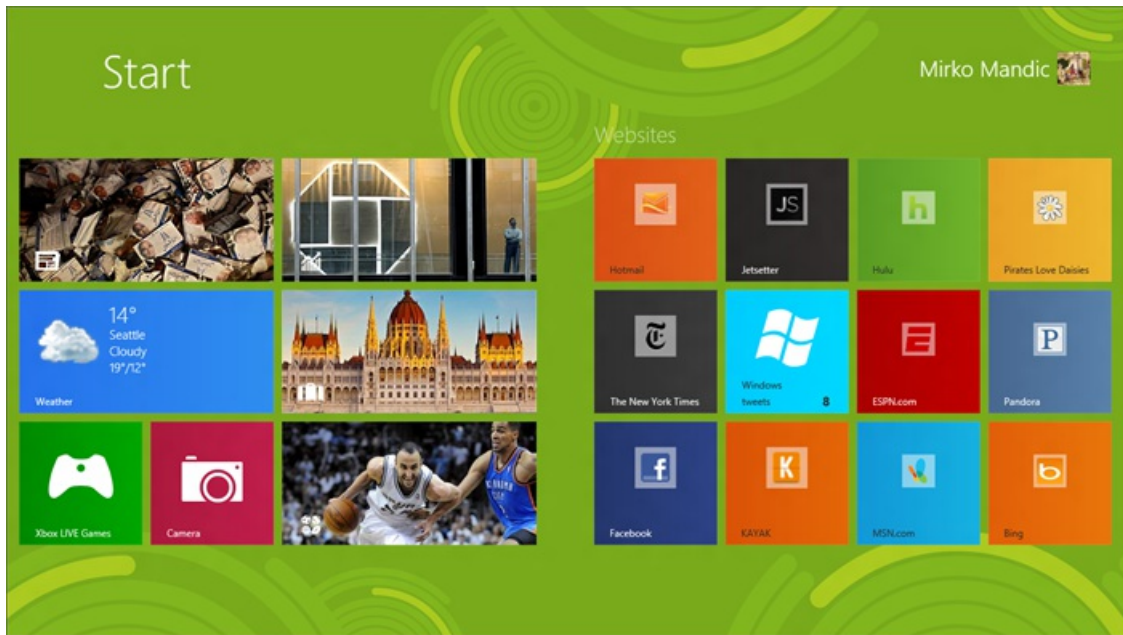 Start
Mirko Mandic
Websites
14°
Seattle
Cloudy
19°/12°
Weather
Xbox LIVE Games
Camera
Hotmail
JS
Jetsetter
h
Hulu
Pirates Love Daisies
T
The New York Times
Windows
tweets 8
E
ESPN.com
P
Pandora
f
Facebook
K
KAYAK
MSN.com
b
Bing